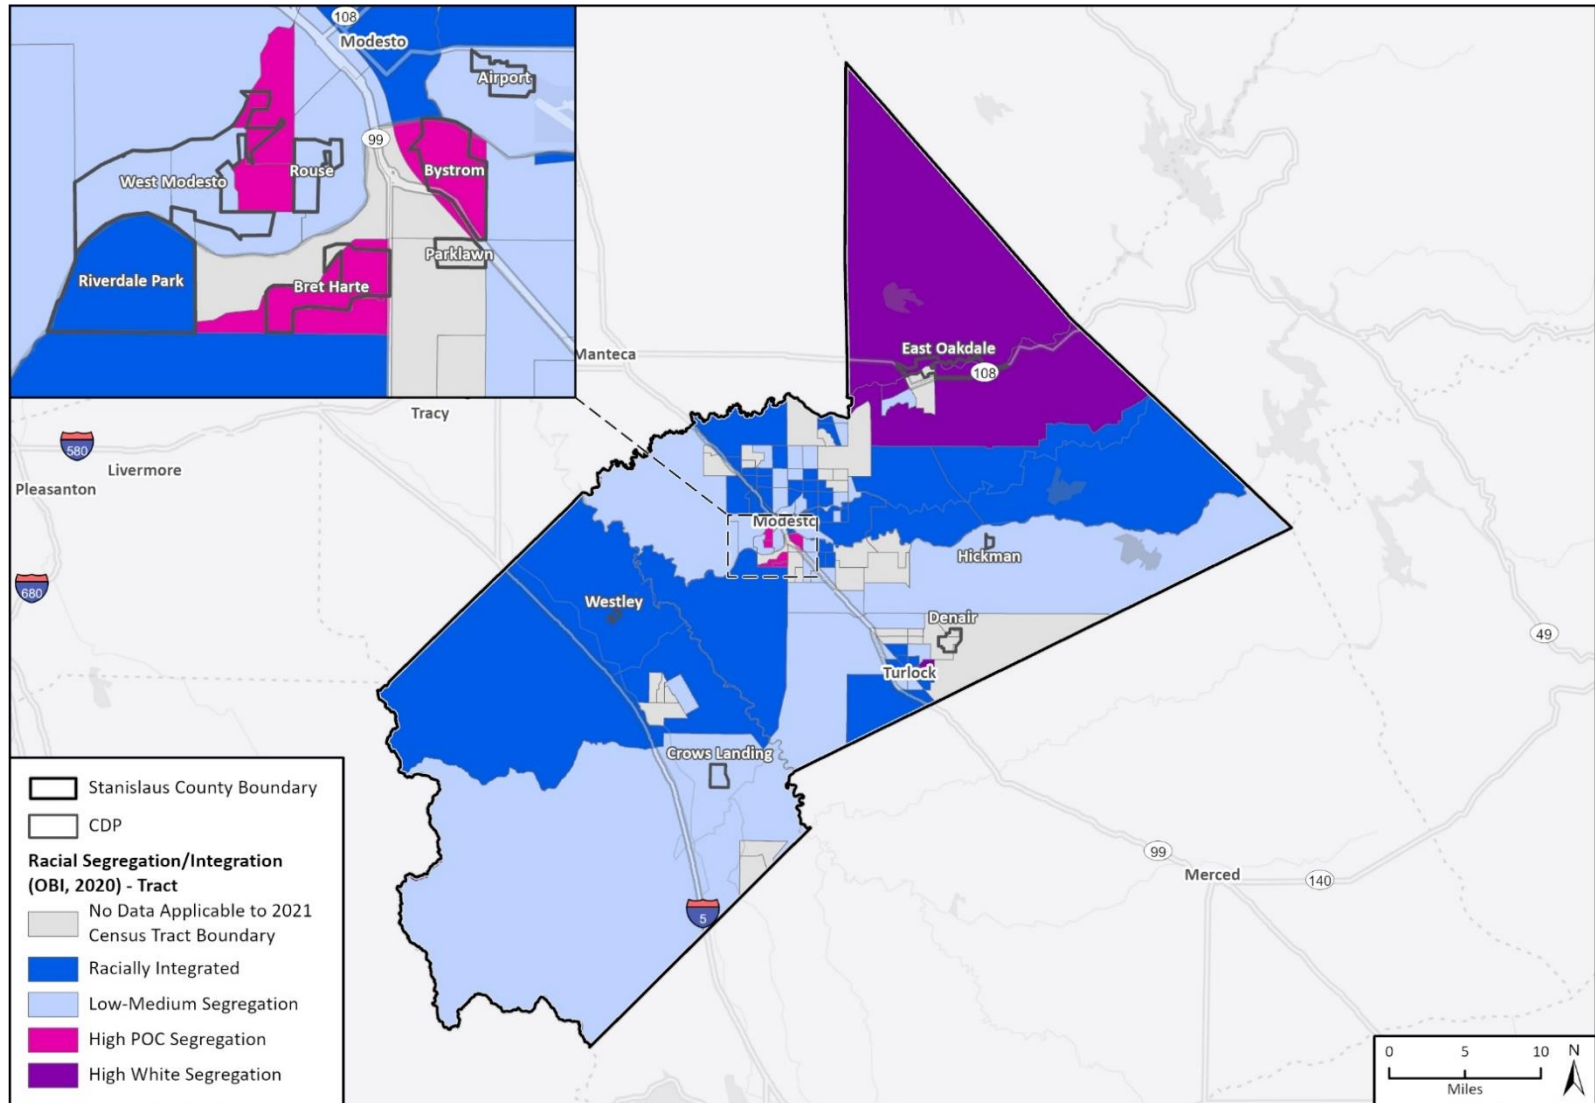 108
Modesto
Airport
99
Bystrom
Rouse
West Modesto
Parklawn
Riverdale Park
Bret Harte
Manteca
East Oakdale
108
Tracy
580
Livermore
Pleasanton
Modesto
Hickman
680
Westley
Denair
49
Turlock
Crows Landing
99
Merced
140
5
Stanislaus County Boundary
CDP
Racial Segregation/Integration
(OBI, 2020) - Tract
No Data Applicable to 2021
Census Tract Boundary
Racially Integrated
Low-Medium Segregation
High POC Segregation
High White Segregation
0 5 10
Miles
N